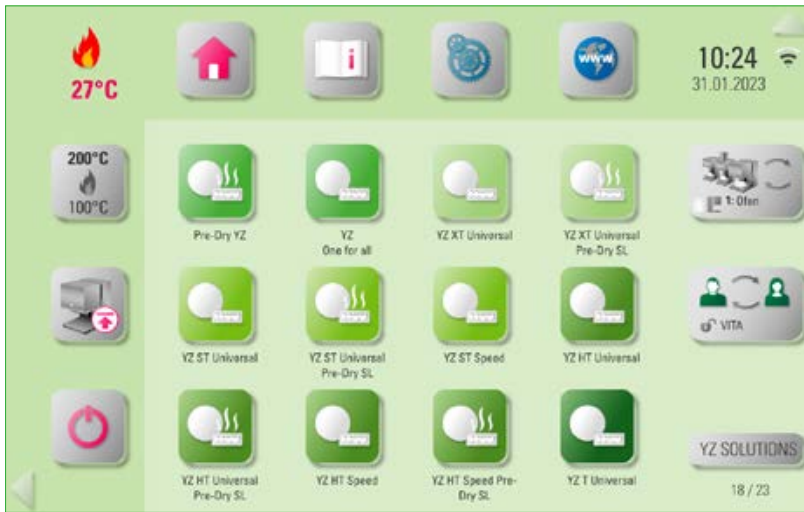 27°C
i
www
10:24
31.01.2023
200°C
100°C
Pre-Dry YZ
YZ
One for all
YZ XT Universal
YZ XT Universal
Pre-Dry SL
1: Ofen
YZ ST Universal
YZ ST Universal
Pre-Dry SL
YZ ST Speed
YZ HT Universal
VITA
YZ HT Universal
Pre-Dry SL
YZ HT Speed
YZ HT Speed Pre-
Dry SL
YZ T Universal
YZ SOLUTIONS
18 / 23